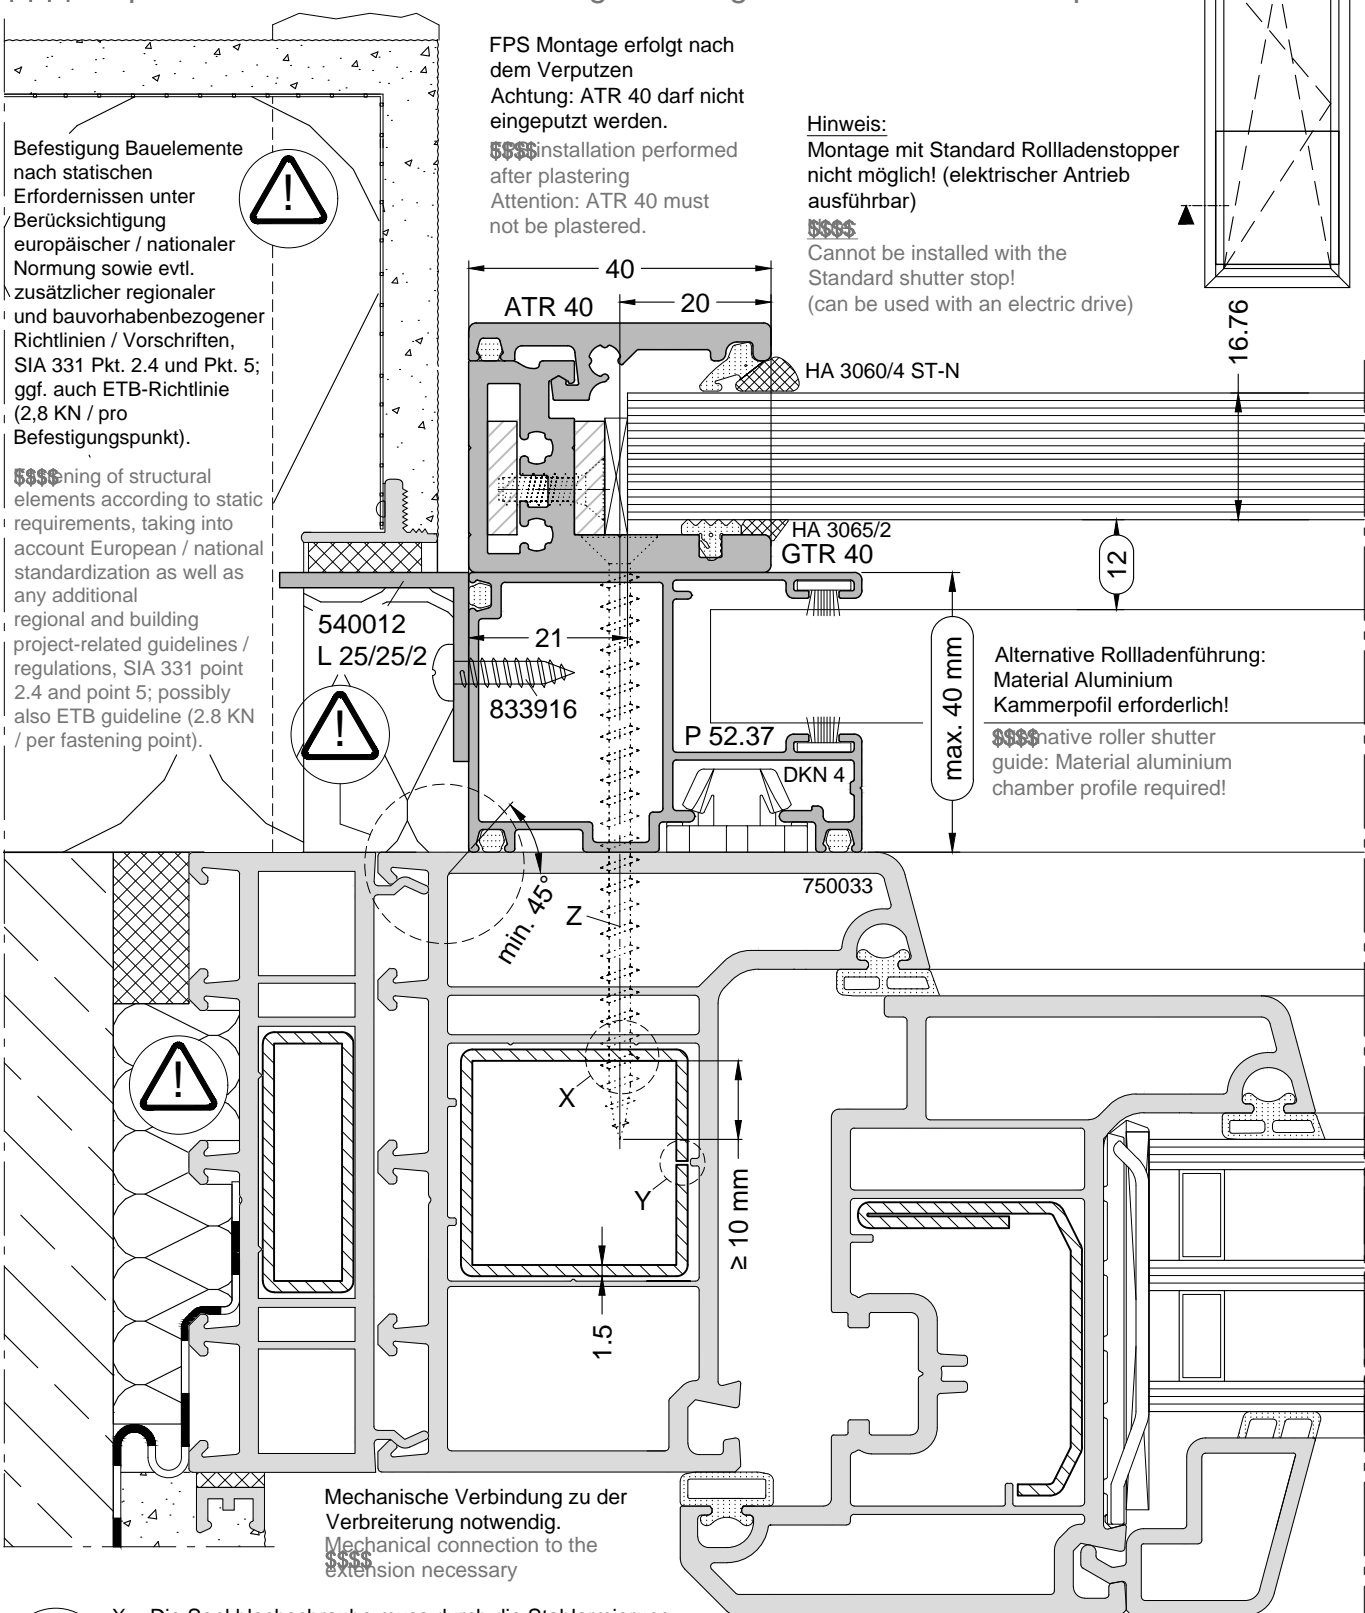 FPS Montage erfolgt nach
dem Verputzen
Achtung: ATR 40 darf nicht
eingeputzt werden.
$$$$ installation performed
after plastering
Attention: ATR 40 must
not be plastered.
Hinweis:
Montage mit Standard Rollladenstopper
nicht möglich! (elektrischer Antrieb
ausführbar)
$$$$
Cannot be installed with the
Standard shutter stop!
(can be used with an electric drive)
Befestigung Bauelemente
nach statischen
Erfordernissen unter
Berücksichtigung
europäischer / nationaler
Normung sowie evtl.
zusätzlicher regionaler
und bauvorhabenbezogener
Richtlinien / Vorschriften,
SIA 331 Pkt. 2.4 und Pkt. 5;
ggf. auch ETB-Richtlinie
(2,8 KN / pro
Befestigungspunkt).
$$$$ening of structural
elements according to static
requirements, taking into
account European / national
standardization as well as
any additional
regional and building
project-related guidelines /
regulations, SIA 331 point
2.4 and point 5; possibly
also ETB guideline (2.8 KN
/ per fastening point).
!
40
ATR 40
20
16.76
HA 3060/4 ST-N
HA 3065/2
GTR 40
12
540012
L 25/25/2
21
833916
!
P 52.37
DKN 4
max. 40 mm
Alternative Rollladenführung:
Material Aluminium
Kammerpofil erforderlich!
$$$$native roller shutter
guide: Material aluminium
chamber profile required!
750033
min. 45°
Z
!
X
Y
≥ 10 mm
1.5
Mechanische Verbindung zu der
Verbreiterung notwendig.
Mechanical connection to the
$$$$ension necessary